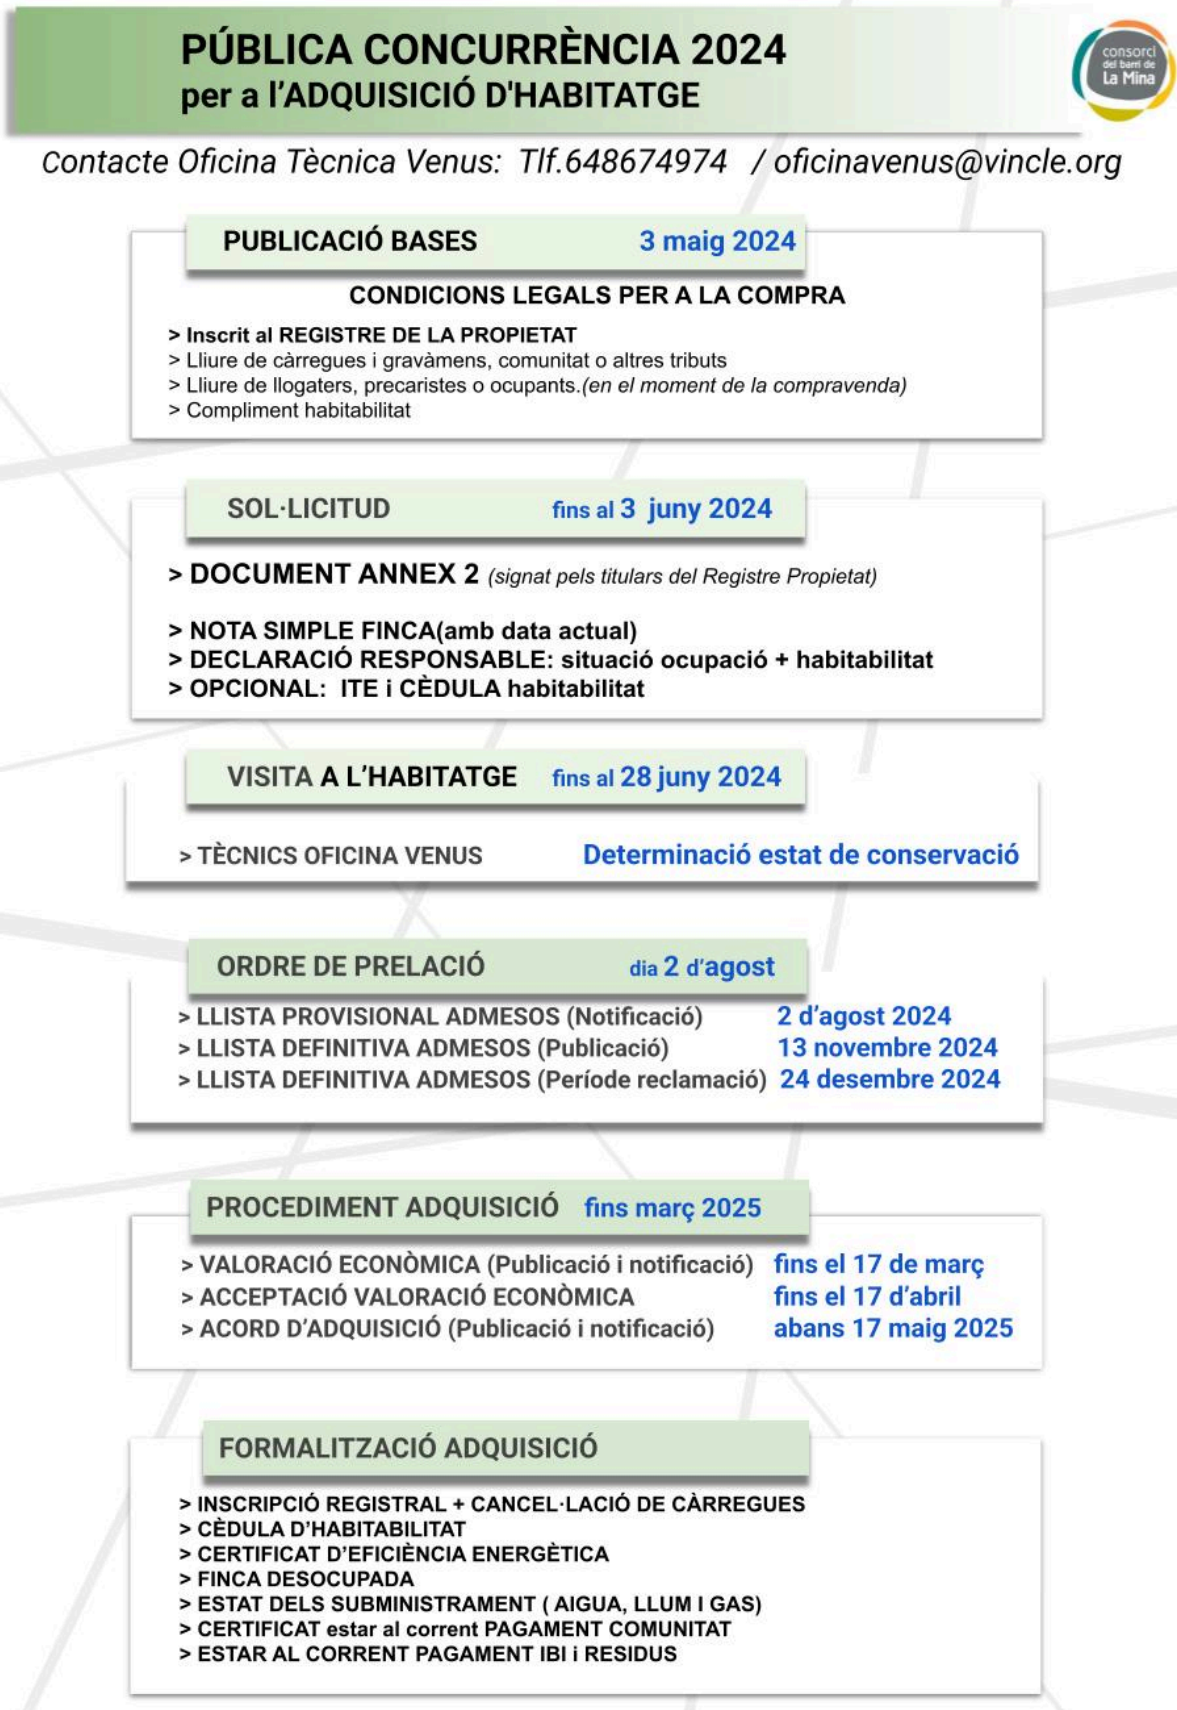 PÚBLICA CONCURRÈNCIA 2024
per a l'ADQUISICIÓ D'HABITATGE
consorci
del barri de
La Mina
Contacte Oficina Tècnica Venus: Tlf.648674974 / oficinavenus@vincle.org
PUBLICACIÓ BASES 3 maig 2024
CONDICIONS LEGALS PER A LA COMPRA
> Inscrit al REGISTRE DE LA PROPIETAT
> Lliure de càrregues i gravàmens, comunitat o altres tributs
> Lliure de llogaters, precaristes o ocupants.(en el moment de la compravenda)
> Compliment habitabilitat
SOL·LICITUD fins al 3 juny 2024
> DOCUMENT ANNEX 2 (signat pels titulars del Registre Propietat)
> NOTA SIMPLE FINCA(amb data actual)
> DECLARACIÓ RESPONSABLE: situació ocupació + habitabilitat
> OPCIONAL: ITE i CÈDULA habitabilitat
VISITA A L'HABITATGE fins al 28 juny 2024
> TÈCNICS OFICINA VENUS Determinació estat de conservació
ORDRE DE PRELACIÓ dia 2 d'agost
> LLISTA PROVISIONAL ADMESOS (Notificació) 2 d'agost 2024
> LLISTA DEFINITIVA ADMESOS (Publicació) 13 novembre 2024
> LLISTA DEFINITIVA ADMESOS (Període reclamació) 24 desembre 2024
PROCEDIMENT ADQUISICIÓ fins març 2025
> VALORACIÓ ECONÒMICA (Publicació i notificació) fins el 17 de març
> ACCEPTACIÓ VALORACIÓ ECONÒMICA fins el 17 d'abril
> ACORD D'ADQUISICIÓ (Publicació i notificació) abans 17 maig 2025
FORMALITZACIÓ ADQUISICIÓ
> INSCRIPCIÓ REGISTRAL + CANCEL·LACIÓ DE CÀRREGUES
> CÈDULA D'HABITABILITAT
> CERTIFICAT D'EFICIÈNCIA ENERGÈTICA
> FINCA DESOCUPADA
> ESTAT DELS SUBMINISTRAMENT ( AIGUA, LLUM I GAS)
> CERTIFICAT estar al corrent PAGAMENT COMUNITAT
> ESTAR AL CORRENT PAGAMENT IBI i RESIDUS